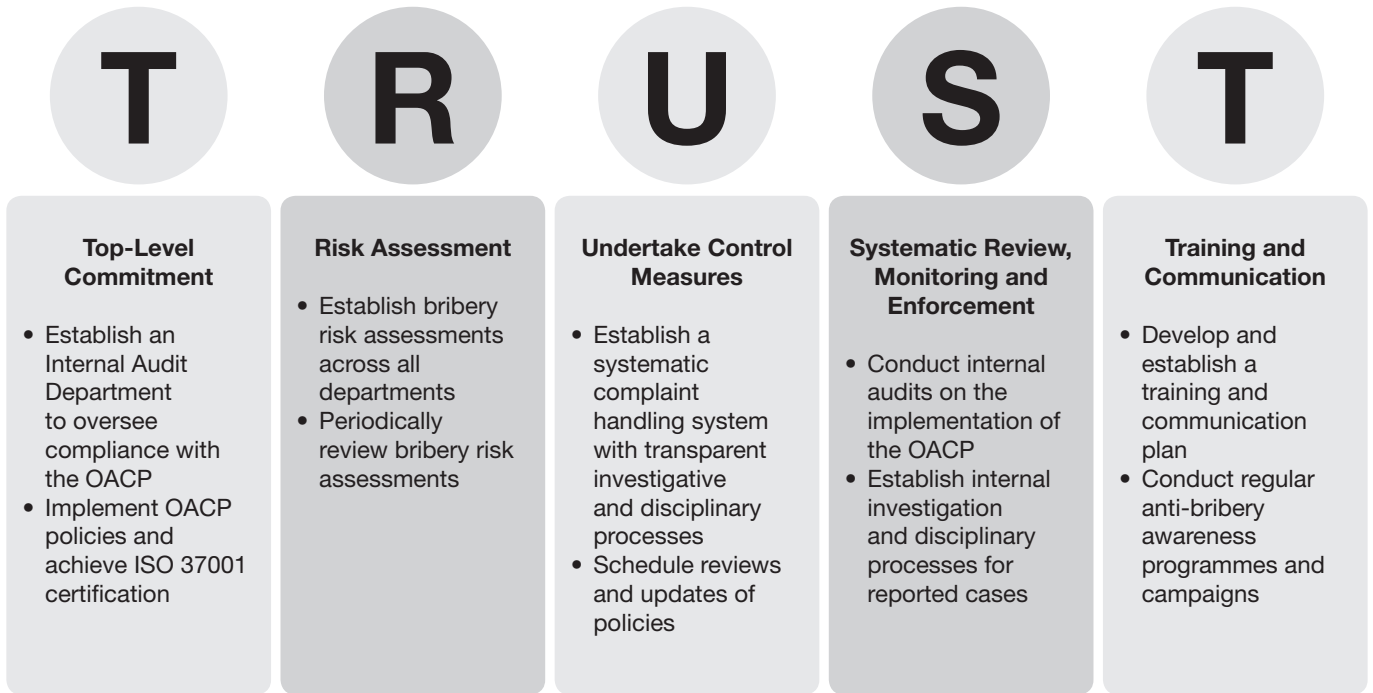 T
R
U
S
T
Top-Level
Commitment
• Establish an
Internal Audit
Department
to oversee
compliance with
the OACP
• Implement OACP
policies and
achieve ISO 37001
certification
Risk Assessment
• Establish bribery
risk assessments
across all
departments
• Periodically
review bribery risk
assessments
Undertake Control
Measures
• Establish a
systematic
complaint
handling system
with transparent
investigative
and disciplinary
processes
• Schedule reviews
and updates of
policies
Systematic Review,
Monitoring and
Enforcement
• Conduct internal
audits on the
implementation of
the OACP
• Establish internal
investigation
and disciplinary
processes for
reported cases
Training and
Communication
• Develop and
establish a
training and
communication
plan
• Conduct regular
anti-bribery
awareness
programmes and
campaigns